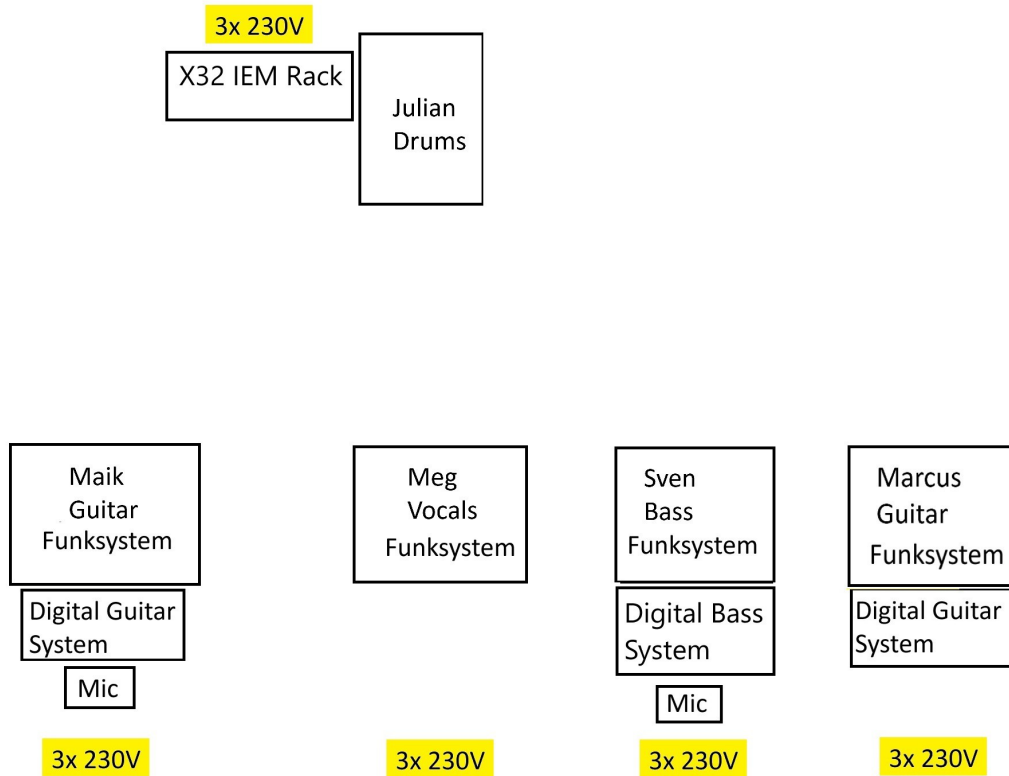 3x 230V
X32 IEM Rack
Julian
Drums
Maik
Guitar
Funksystem
Digital Guitar
System
Mic
3x 230V
Meg
Vocals
Funksystem
3x 230V
Sven
Bass
Funksystem
Digital Bass
System
Mic
3x 230V
Marcus
Guitar
Funksystem
Digital Guitar
System
3x 230V